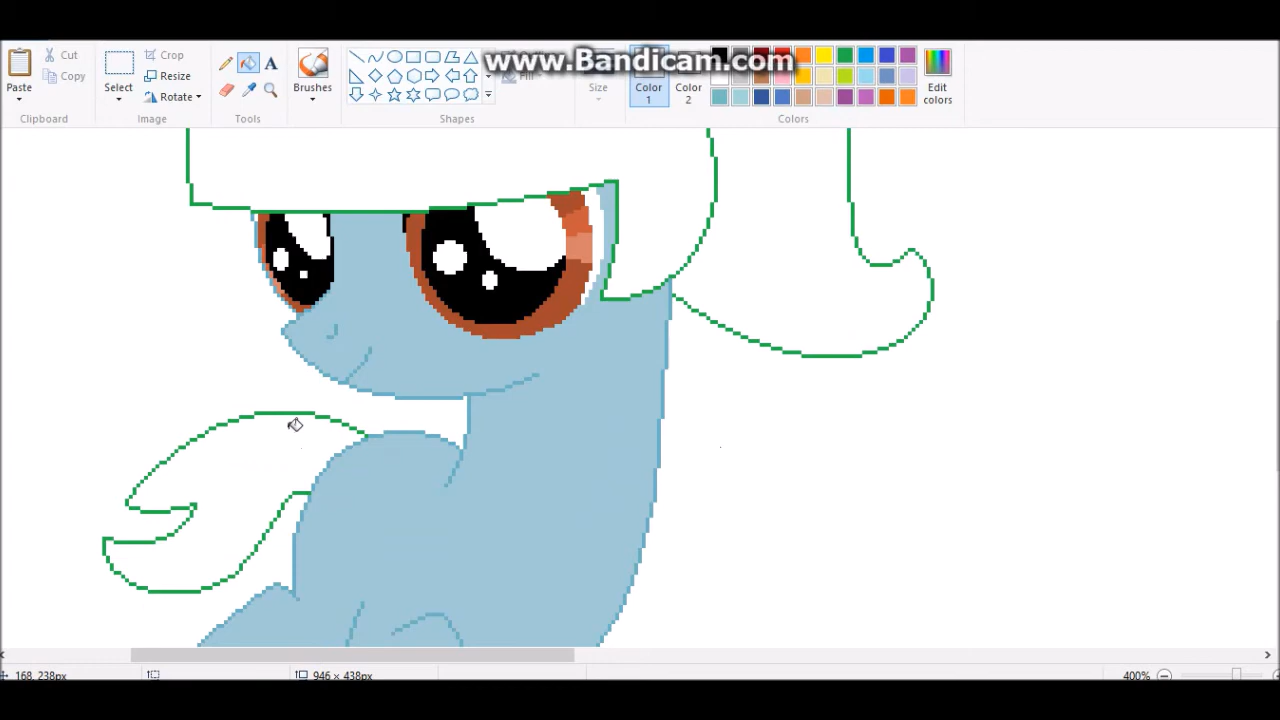 www.Bandicam.com
Cut
Copy
Paste
Clipboard
Crop
Resize
Rotate
Select
Image
A
Tools
Brushes
Fill
Shapes
Size
Color 1
Color 2
Edit colors
Colors
168, 238px
946 × 438px
400%